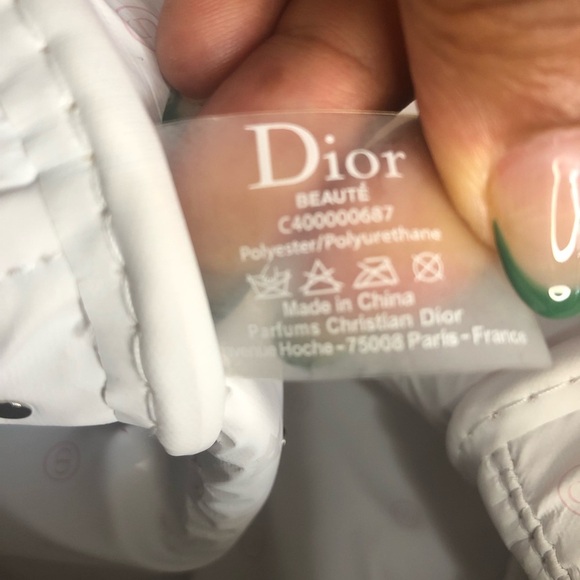 Dior
BEAUTÉ
C400000687
Polyester/Polyurethane
Made in China
Parfums Christian Dior
Hoche - 75008 Paris - France